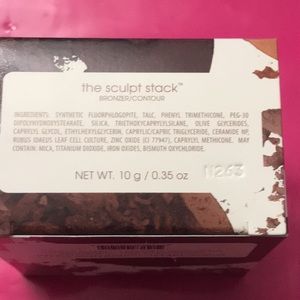 the sculpt stack™
BRONZER/CONTOUR
INGREDIENTS: SYNTHETIC FLUORPHLOGOPITE, TALC, PHENYL TRIMETHICONE, PEG-30
DIPOLYHYDROXYSTEARATE, SILICA, TRIETHOXYCAPRYLYLSILANE, OLIVE GLYCERIDES,
CAPRYLYL GLYCOL, ETHYLHEXYLGLYCERIN, CAPRYLIC/CAPRIC TRIGLYCERIDE, CERAMIDE NP,
RUBUS IDAEUS LEAF CELL CULTURE, ZINC OXIDE (CI 77947), CAPRYLYL METHICONE. MAY
CONTAIN: MICA, TITANIUM DIOXIDE, IRON OXIDES, BISMUTH OXYCHLORIDE.
NET WT. 10 g / 0.35 oz
N263